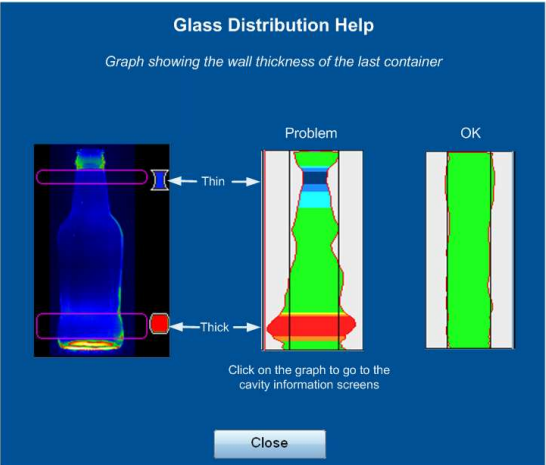 Glass Distribution Help
Graph showing the wall thickness of the last container
Problem
OK
Thin
Thick
Click on the graph to go to the
cavity information screens
Close